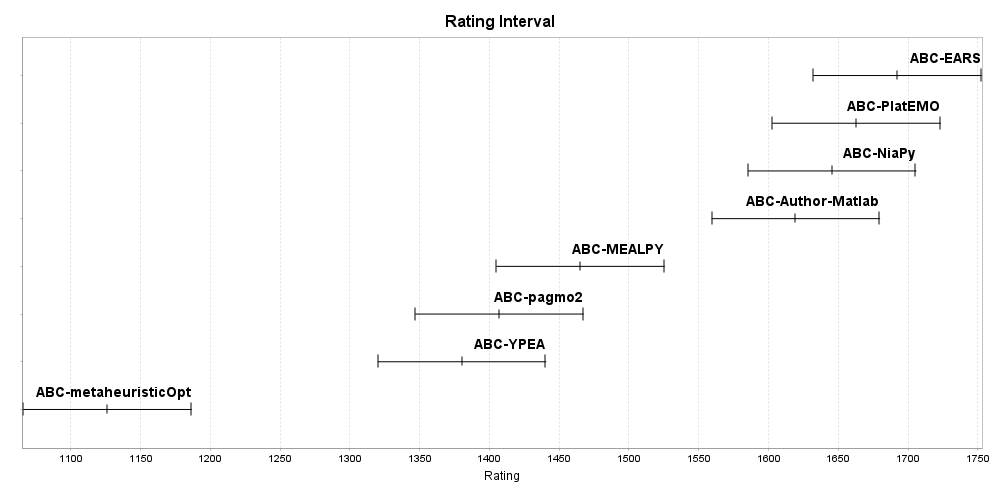 Rating Interval
ABC-EARS
ABC-PlatEMO
ABC-NiaPy
ABC-Author-Matlab
ABC-MEALPY
ABC-pagmo2
ABC-YPEA
ABC-metaheuristicOpt
1100 1150 1200 1250 1300 1350 1400 1450 1500 1550 1600 1650 1700 1750
Rating